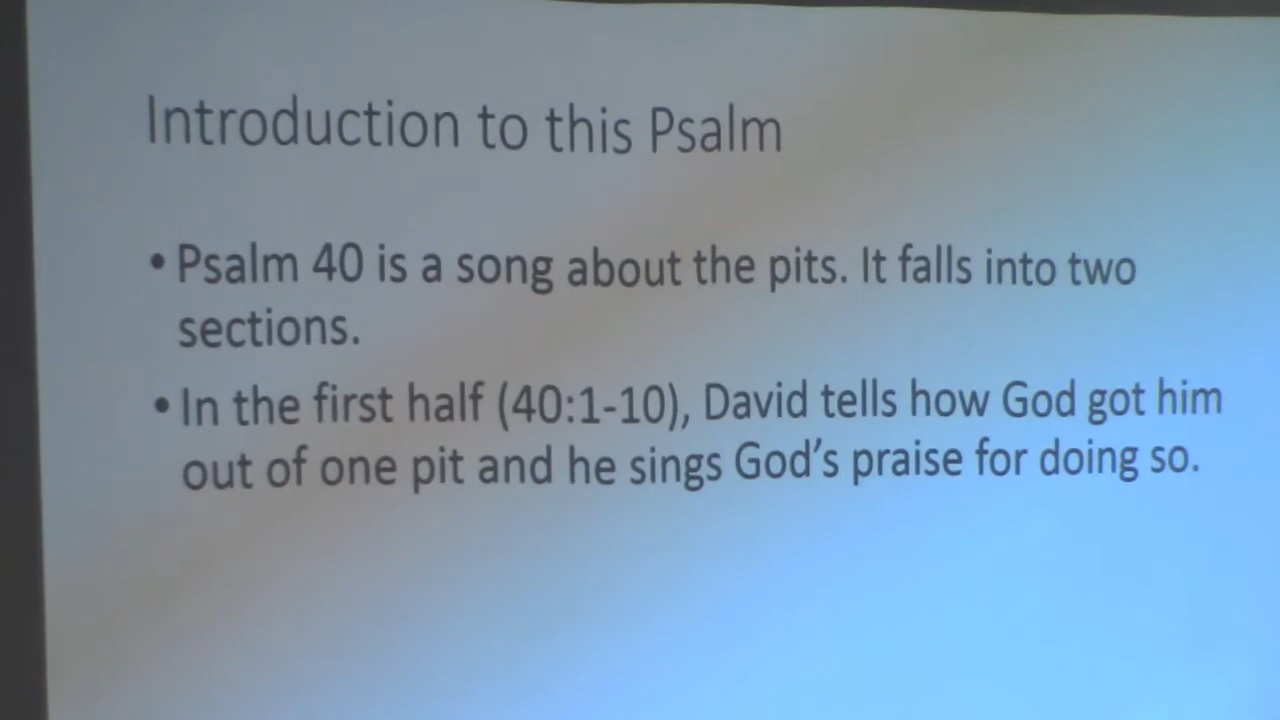 Introduction to this Psalm
• Psalm 40 is a song about the pits. It falls into two
sections.
• In the first half (40:1-10), David tells how God got him
out of one pit and he sings God’s praise for doing so.